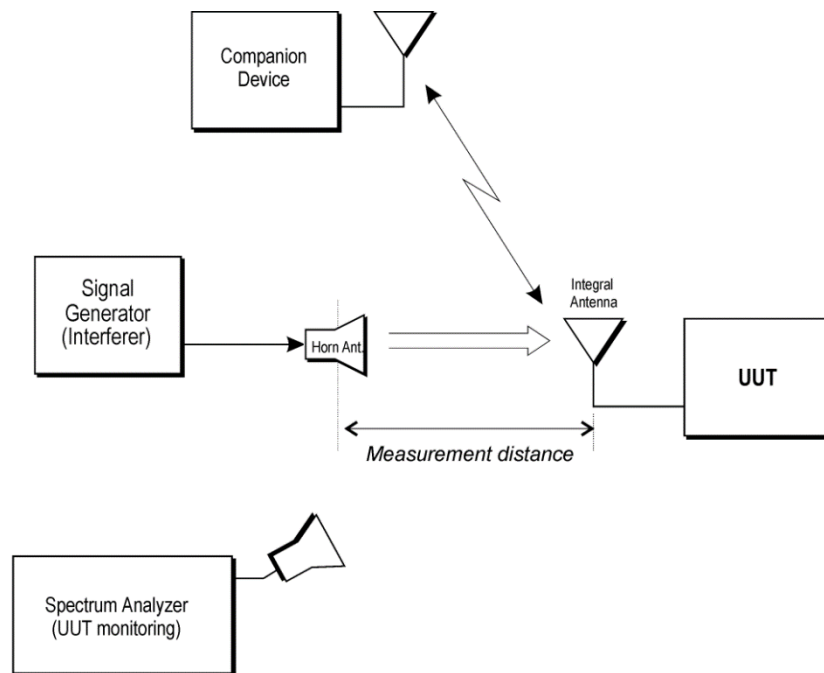 Companion
Device
Signal
Generator
(Interferer)
Horn Ant.
Integral
Antenna
UUT
Measurement distance
Spectrum Analyzer
(UUT monitoring)